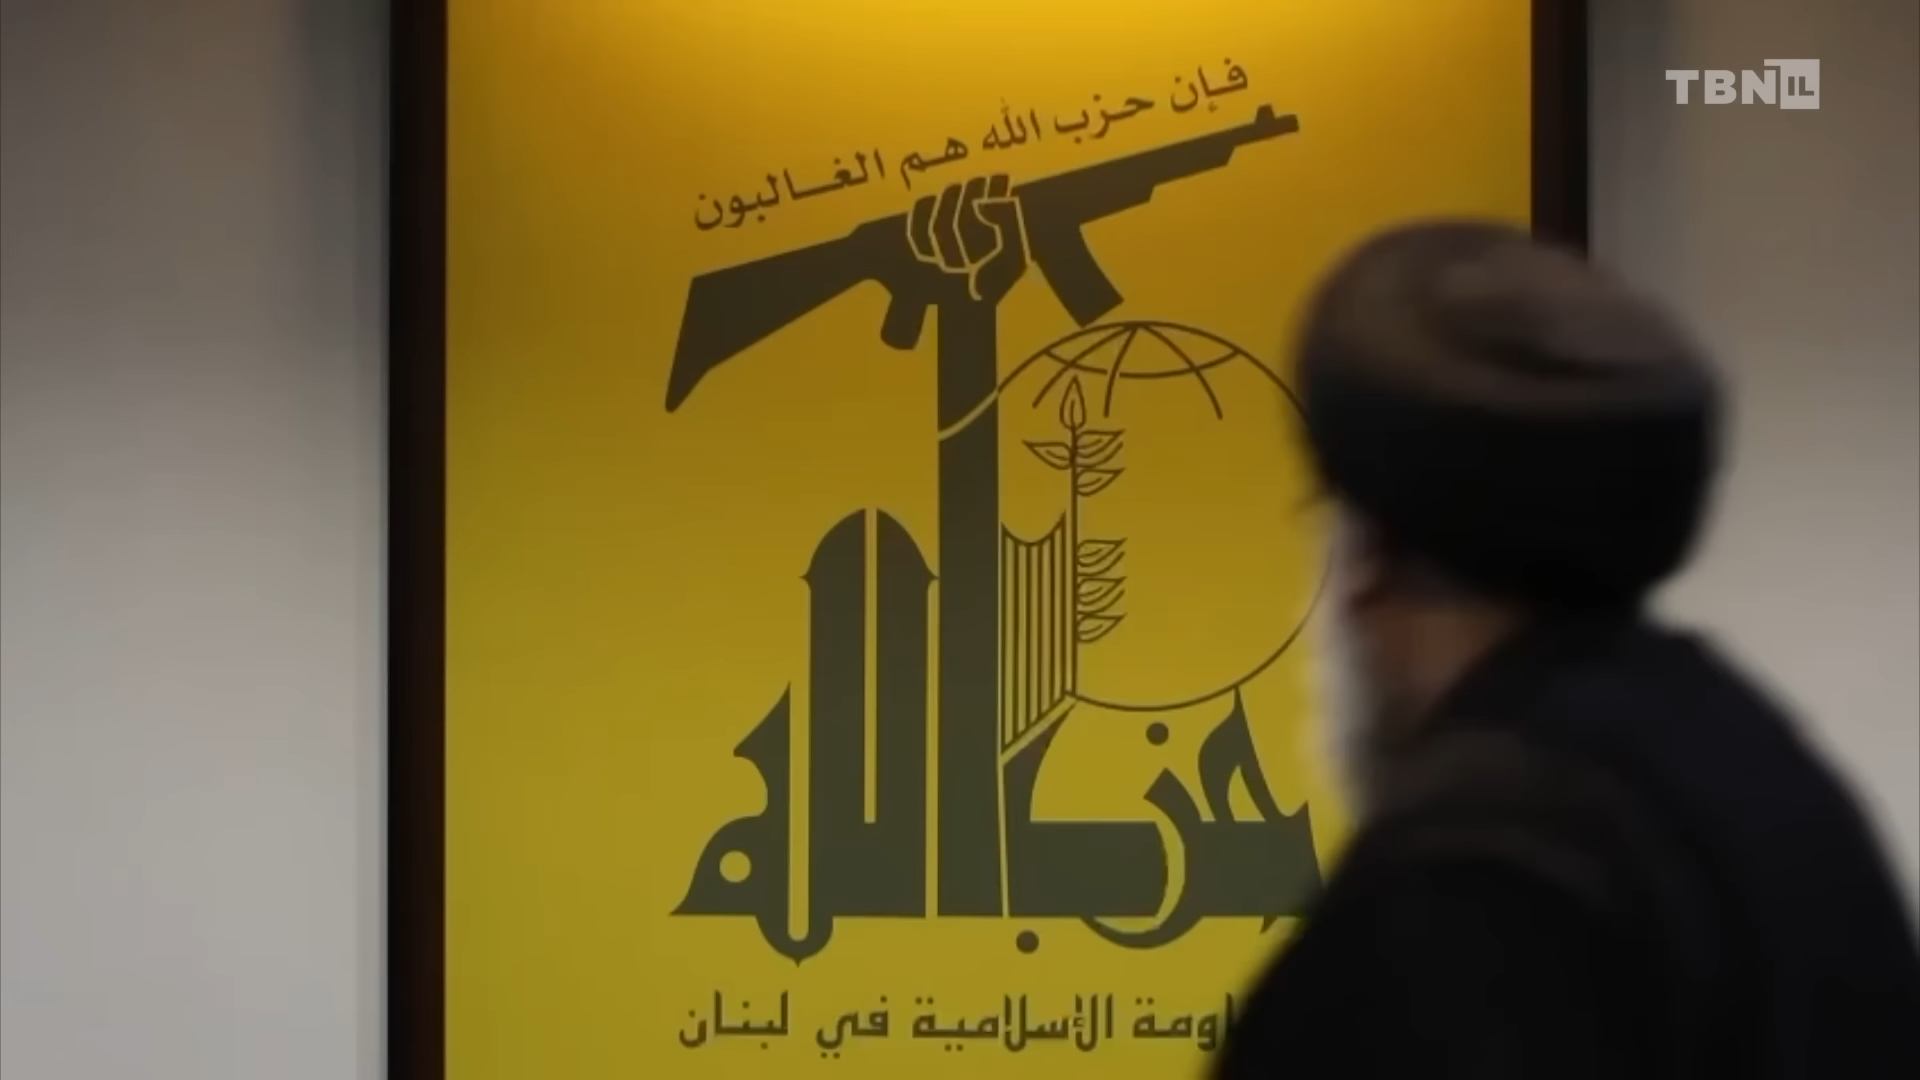 TBN IL
فإن حزب الله هم الغالبون
حزب الله
الإسلامية في لبنان